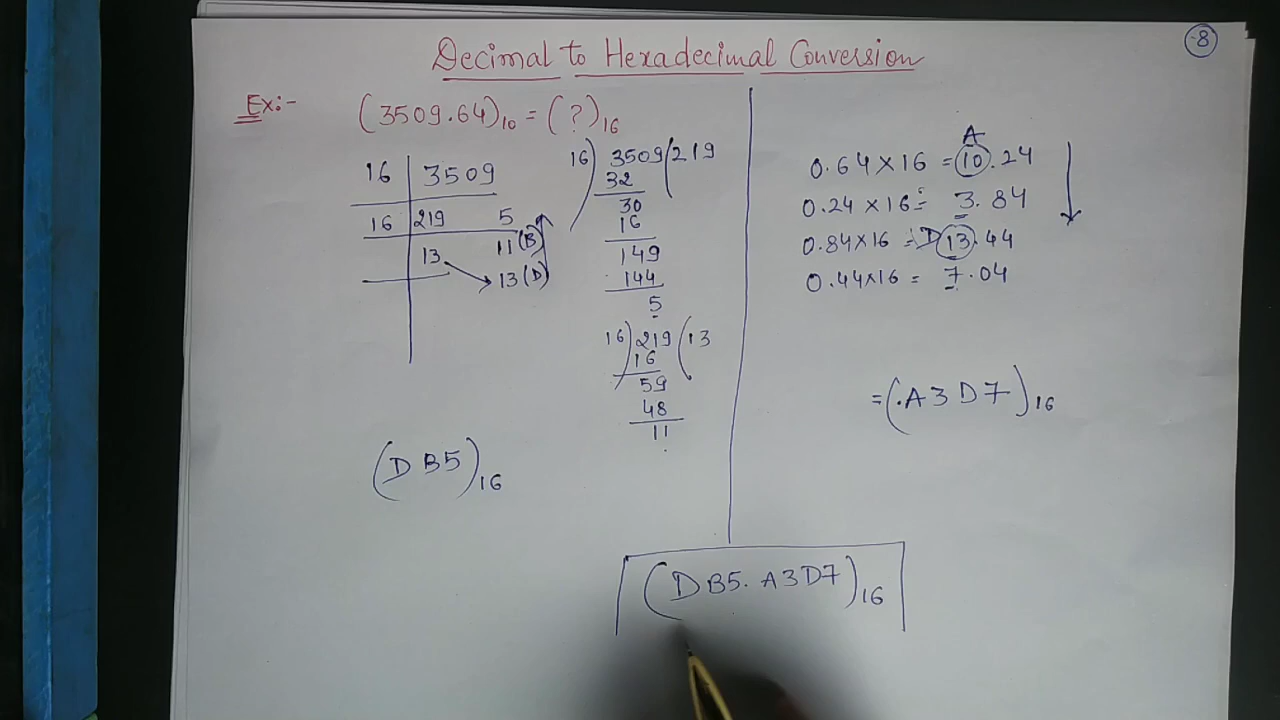 8
Decimal to Hexadecimal Conversion
Ex:-
(3509.64)10 = (?)16
16 3509
16 219 5
13 11 (B)
13 (D)
(DB5)16
16) 3509 (219
32
30
16
149
144
5
16) 219 (13
16
59
48
11
A
0.64×16 = 10.24
0.24×16 = 3.84
0.84×16 = D 13.44
0.44×16 = 7.04
= (.A3D7)16
(DB5.A3D7)16